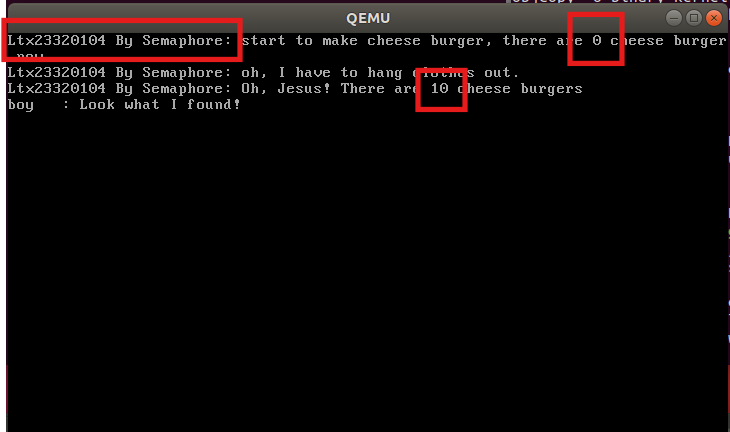 QEMU
Ltx23320104 By Semaphore: start to make cheese burger, there are 0 cheese burger
now
Ltx23320104 By Semaphore: oh, I have to hang clothes out.
Ltx23320104 By Semaphore: Oh, Jesus! There are 10 cheese burgers
boy : Look what I found!